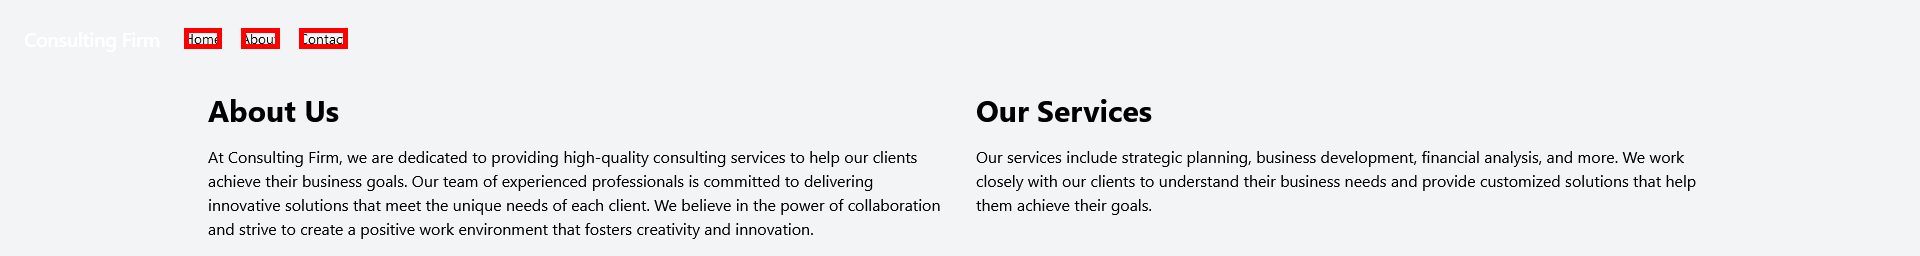 Consulting Firm Home About Contact
About Us
At Consulting Firm, we are dedicated to providing high-quality consulting services to help our clients
achieve their business goals. Our team of experienced professionals is committed to delivering
innovative solutions that meet the unique needs of each client. We believe in the power of collaboration
and strive to create a positive work environment that fosters creativity and innovation.
Our Services
Our services include strategic planning, business development, financial analysis, and more. We work
closely with our clients to understand their business needs and provide customized solutions that help
them achieve their goals.